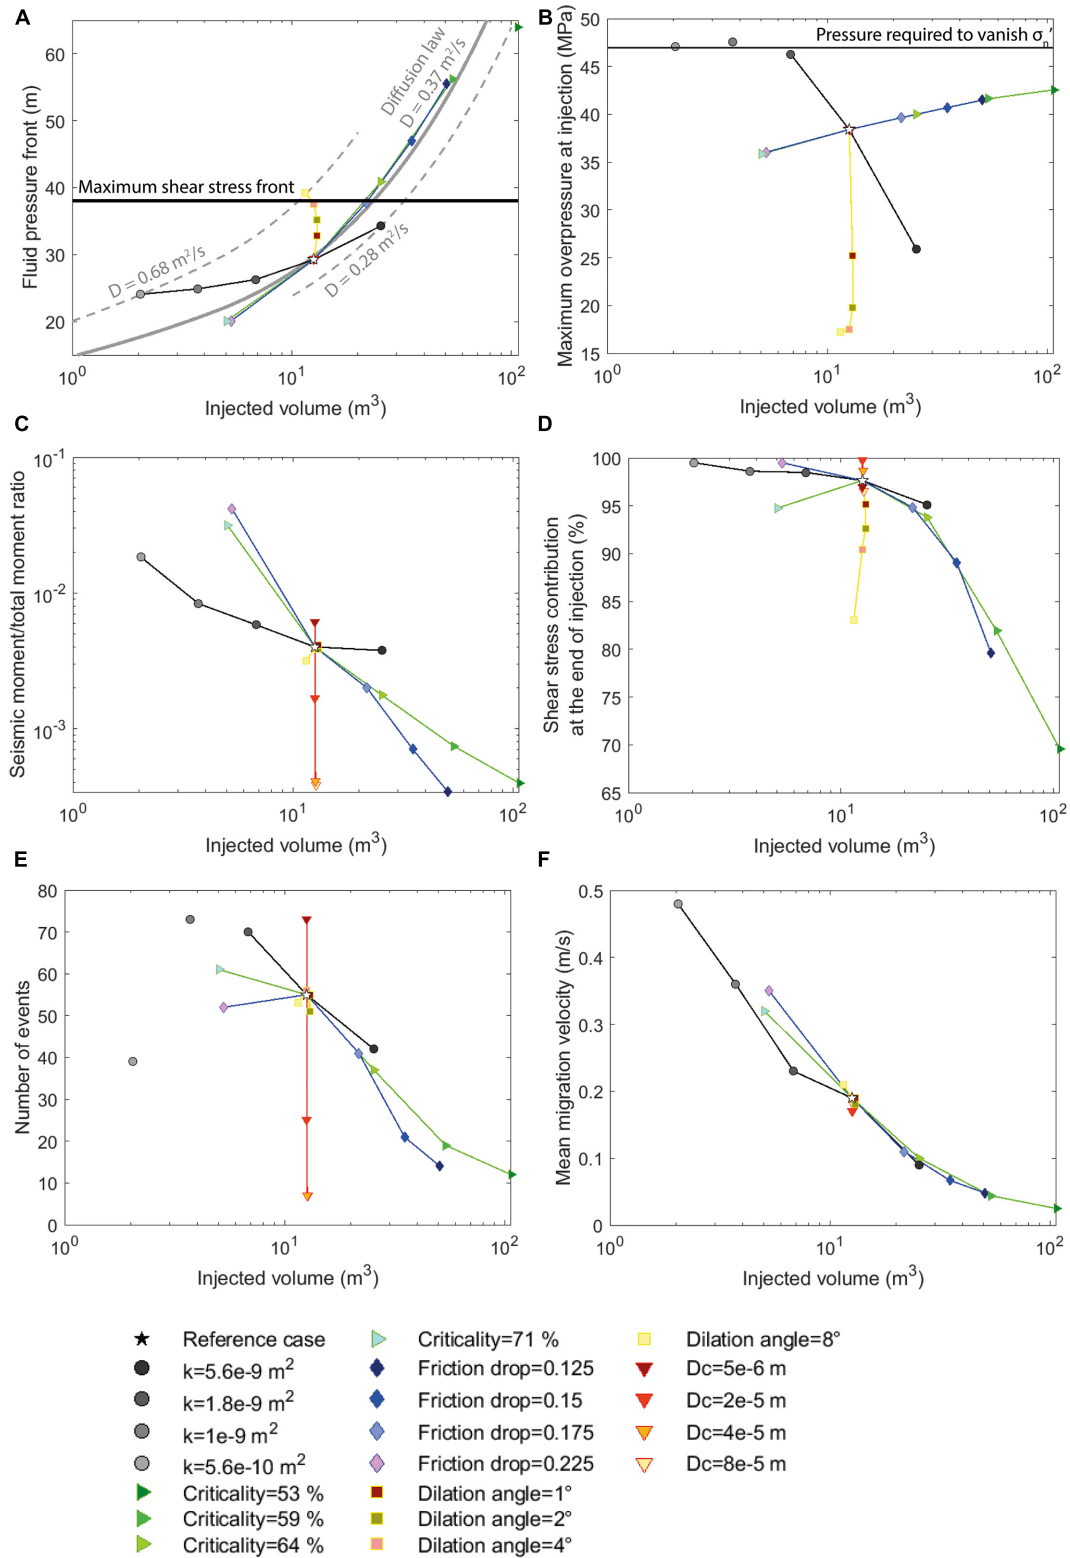 A
60
50
40
30
20
Fluid pressure front (m)
Maximum shear stress front
Diffusion law
D = 0.37 m²/s
D = 0.68 m²/s
D = 0.28 m²/s
10⁰ 10¹ 10²
Injected volume (m³)
B
50
45
40
35
30
25
20
15
Maximum overpressure at injection (MPa)
Pressure required to vanish σₙ'
10⁰ 10¹ 10²
Injected volume (m³)
C
10⁻¹
10⁻²
10⁻³
Seismic moment/total moment ratio
10⁰ 10¹ 10²
Injected volume (m³)
D
100
95
90
85
80
75
70
65
Shear stress contribution
at the end of injection (%)
10⁰ 10¹ 10²
Injected volume (m³)
E
80
70
60
50
40
30
20
10
0
Number of events
10⁰ 10¹ 10²
Injected volume (m³)
F
0.5
0.4
0.3
0.2
0.1
0
Mean migration velocity (m/s)
10⁰ 10¹ 10²
Injected volume (m³)
Reference case
k=5.6e-9 m²
k=1.8e-9 m²
k=1e-9 m²
k=5.6e-10 m²
Criticality=53 %
Criticality=59 %
Criticality=64 %
Criticality=71 %
Friction drop=0.125
Friction drop=0.15
Friction drop=0.175
Friction drop=0.225
Dilation angle=1°
Dilation angle=2°
Dilation angle=4°
Dilation angle=8°
Dc=5e-6 m
Dc=2e-5 m
Dc=4e-5 m
Dc=8e-5 m